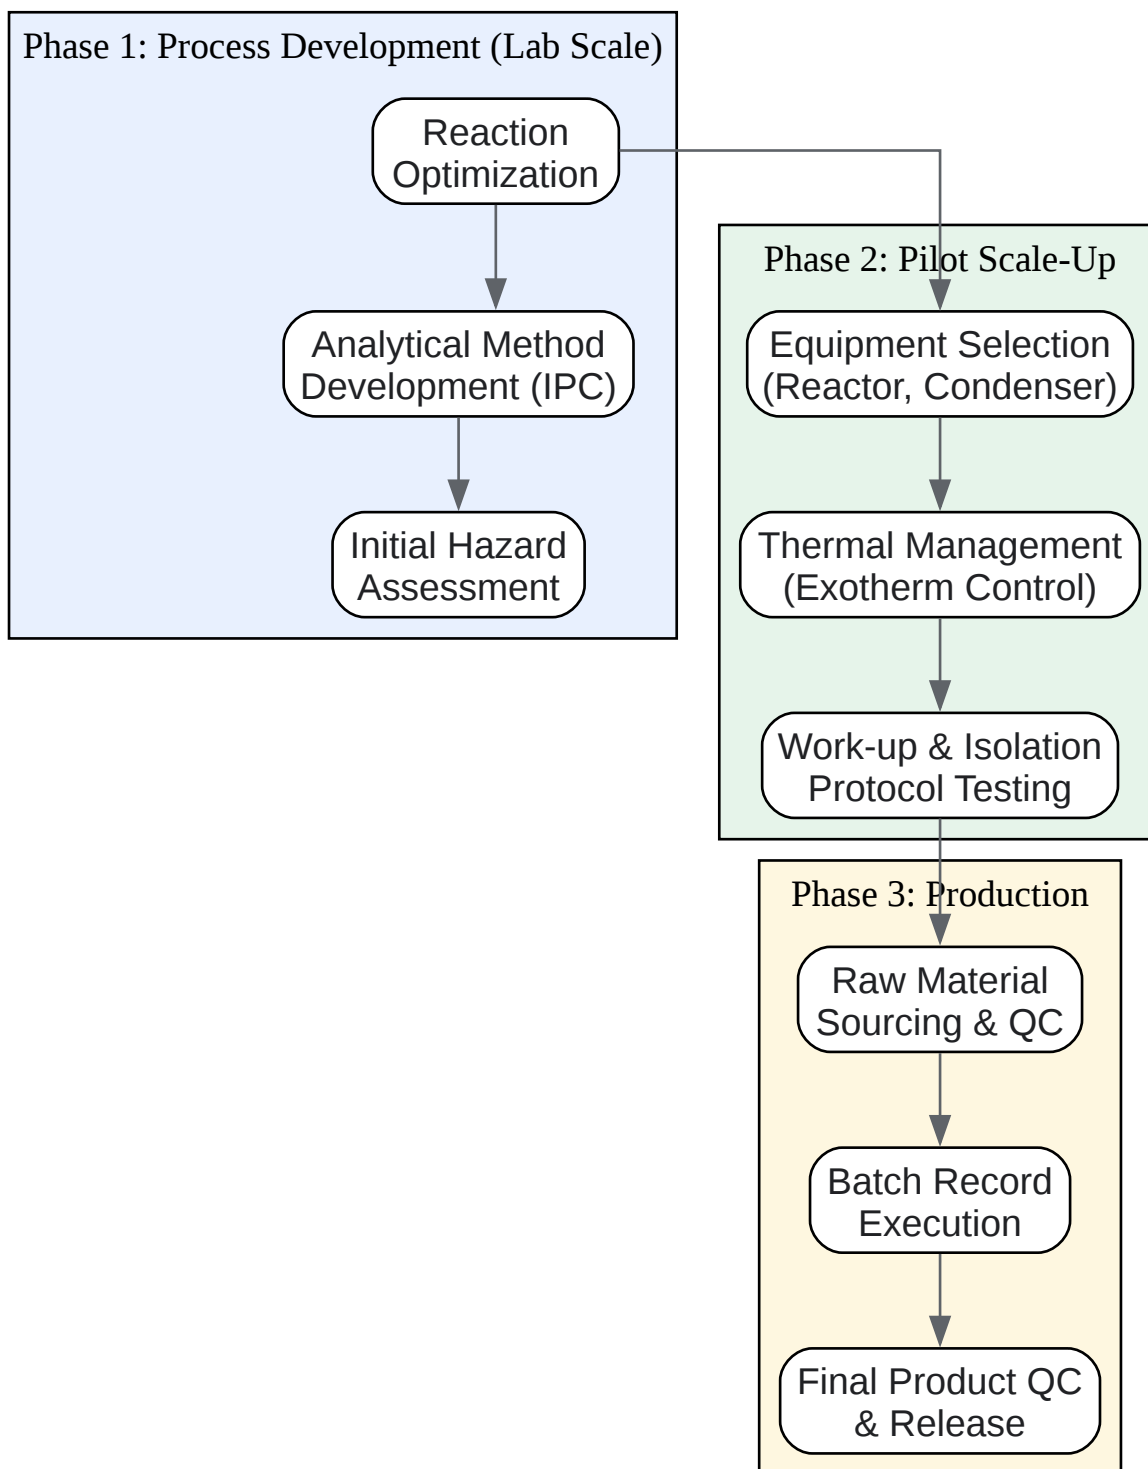 Phase 1: Process Development (Lab Scale)
Reaction
Optimization
Analytical Method
Development (IPC)
Initial Hazard
Assessment
Phase 2: Pilot Scale-Up
Equipment Selection
(Reactor, Condenser)
Thermal Management
(Exotherm Control)
Work-up & Isolation
Protocol Testing
Phase 3: Production
Raw Material
Sourcing & QC
Batch Record
Execution
Final Product QC
& Release